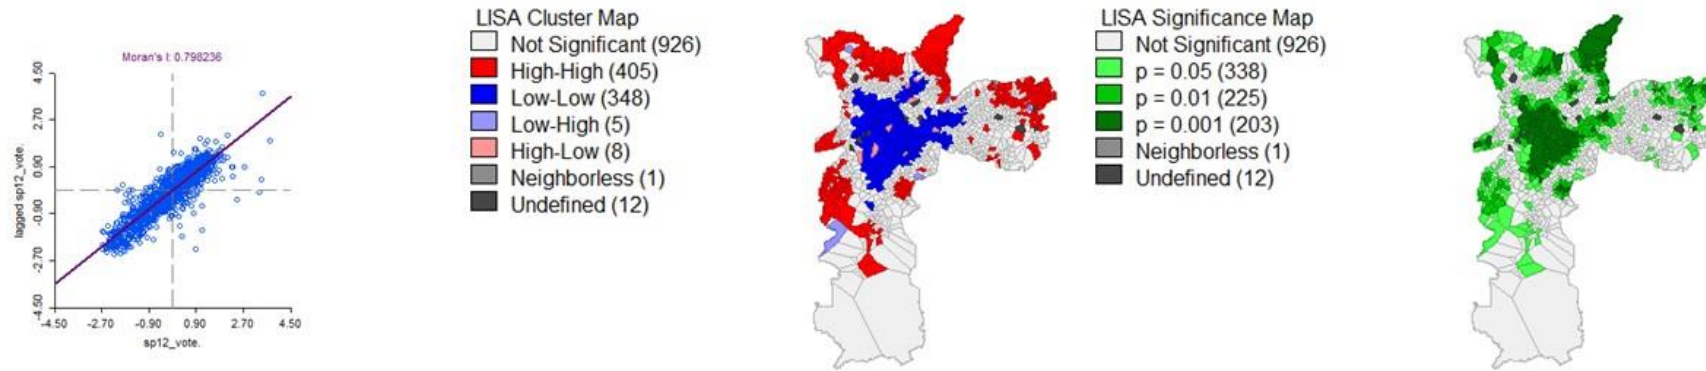 Moran's I: 0.798236
4.50
2.70
0.90
-0.90
-2.70
-4.50
lagged sp12_vote.
-4.50 -2.70 -0.90 0.90 2.70 4.50
sp12_vote.
LISA Cluster Map
Not Significant (926)
High-High (405)
Low-Low (348)
Low-High (5)
High-Low (8)
Neighborless (1)
Undefined (12)
LISA Significance Map
Not Significant (926)
p = 0.05 (338)
p = 0.01 (225)
p = 0.001 (203)
Neighborless (1)
Undefined (12)